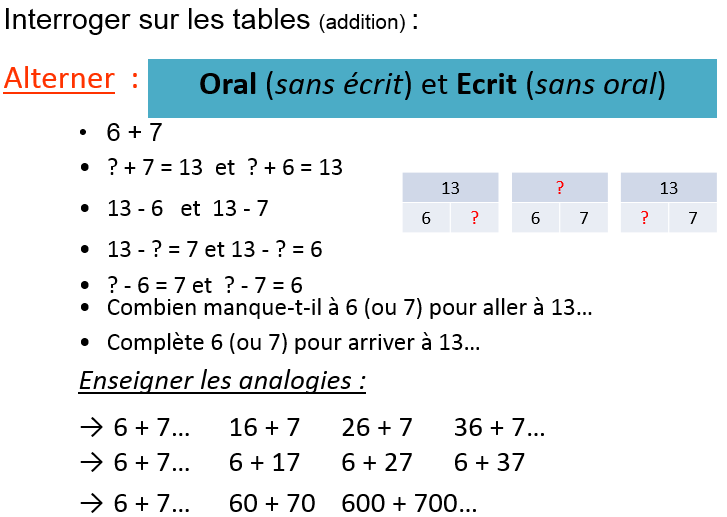 Interroger sur les tables (addition) :
Alterner : Oral (sans écrit) et Ecrit (sans oral)
• 6 + 7
• ? + 7 = 13 et ? + 6 = 13
• 13 - 6 et 13 - 7
• 13 - ? = 7 et 13 - ? = 6
• ? - 6 = 7 et ? - 7 = 6
13 ? 13
6 ? 6 7 ? 7
• Combien manque-t-il à 6 (ou 7) pour aller à 13...
• Complète 6 (ou 7) pour arriver à 13...
Enseigner les analogies :
→ 6 + 7... 16 + 7 26 + 7 36 + 7...
→ 6 + 7... 6 + 17 6 + 27 6 + 37
→ 6 + 7... 60 + 70 600 + 700...